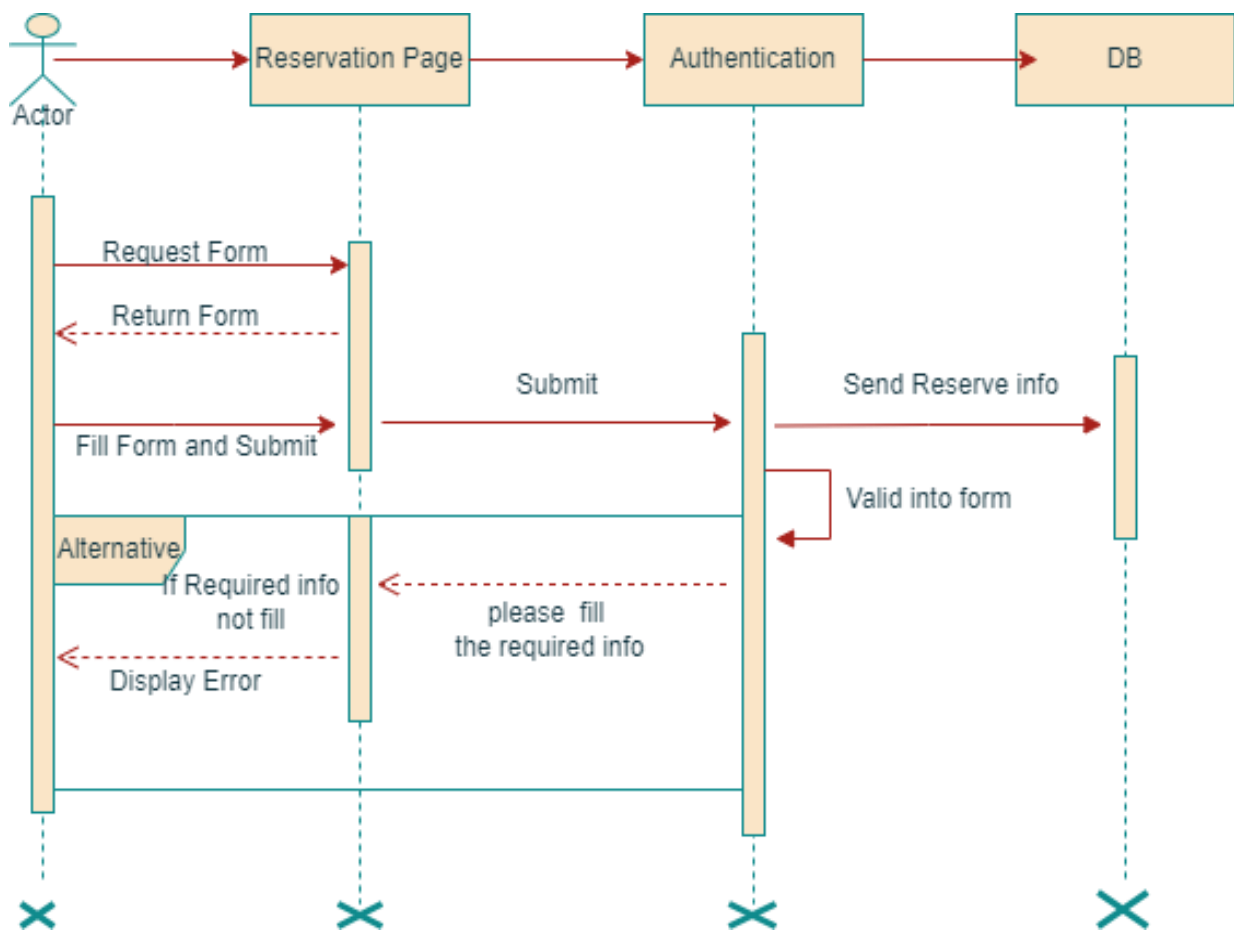 Reservation Page
Authentication
DB
Actor
Request Form
Return Form
Submit
Send Reserve info
Fill Form and Submit
Valid into form
Alternative
If Required info
not fill
please fill
the required info
Display Error